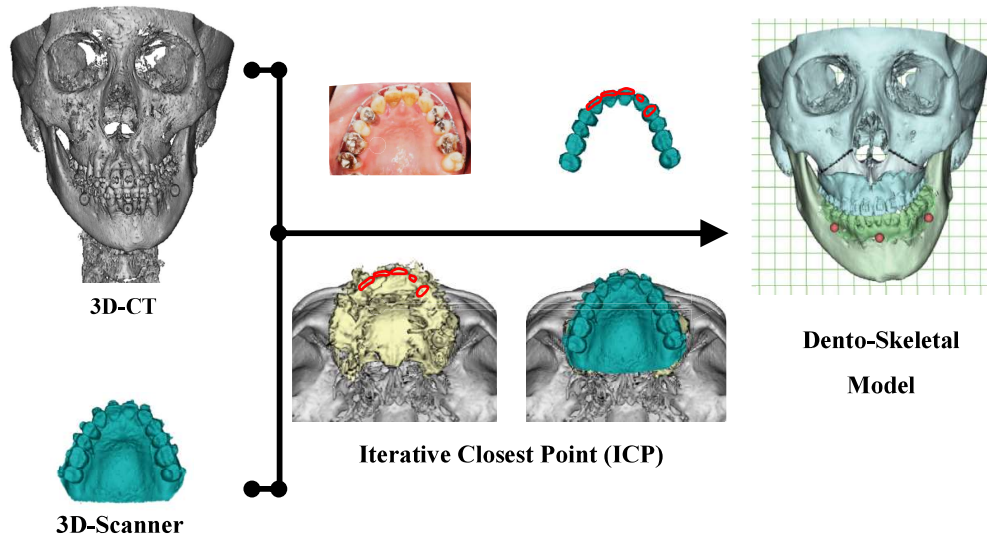 3D-CT
3D-Scanner
Iterative Closest Point (ICP)
Dento-Skeletal
Model